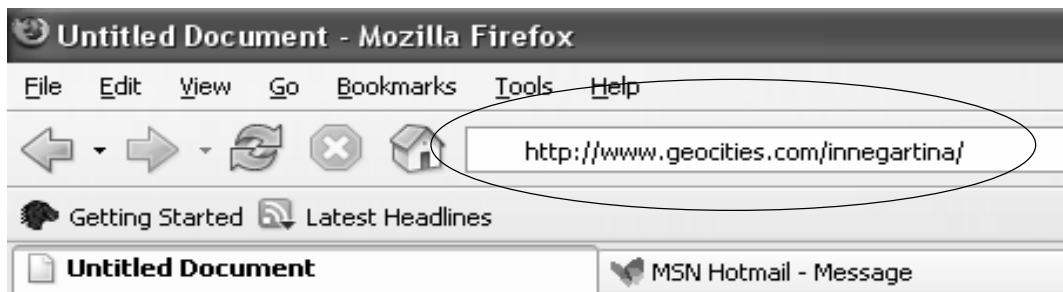 Untitled Document - Mozilla Firefox
File Edit View Go Bookmarks Tools Help
http://www.geocities.com/innegartina/
Getting Started Latest Headlines
Untitled Document MSN Hotmail - Message